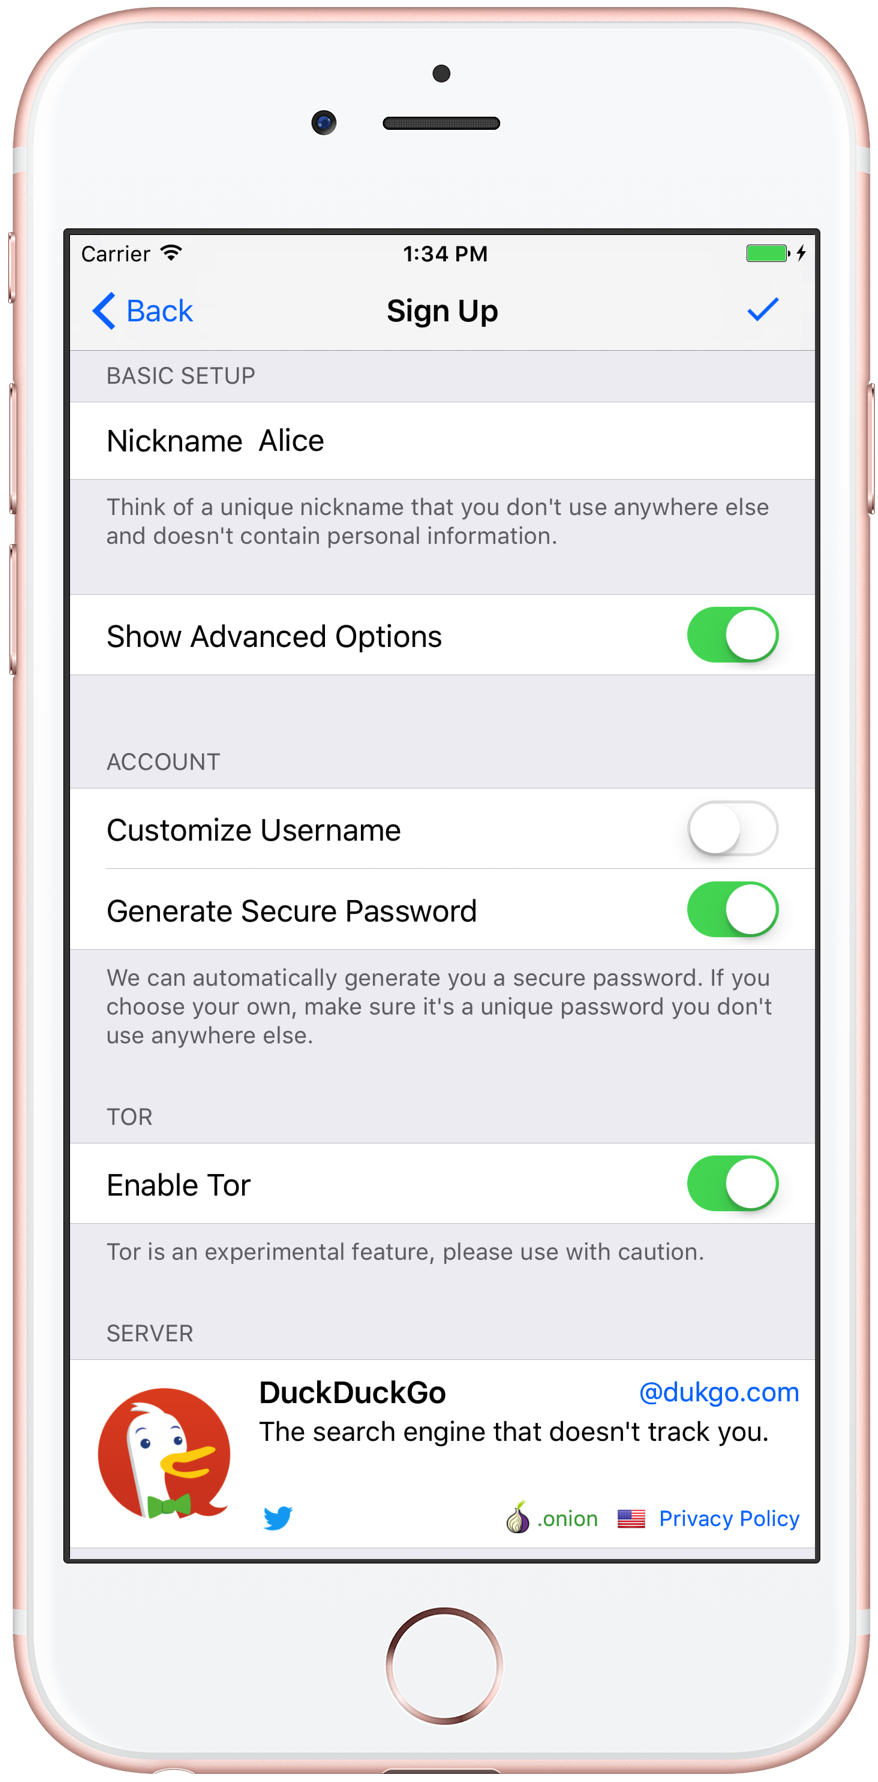 Carrier 1:34 PM
Back Sign Up
BASIC SETUP
Nickname Alice
Think of a unique nickname that you don't use anywhere else
and doesn't contain personal information.
Show Advanced Options
ACCOUNT
Customize Username
Generate Secure Password
We can automatically generate you a secure password. If you
choose your own, make sure it's a unique password you don't
use anywhere else.
TOR
Enable Tor
Tor is an experimental feature, please use with caution.
SERVER
DuckDuckGo @dukgo.com
The search engine that doesn't track you.
.onion Privacy Policy